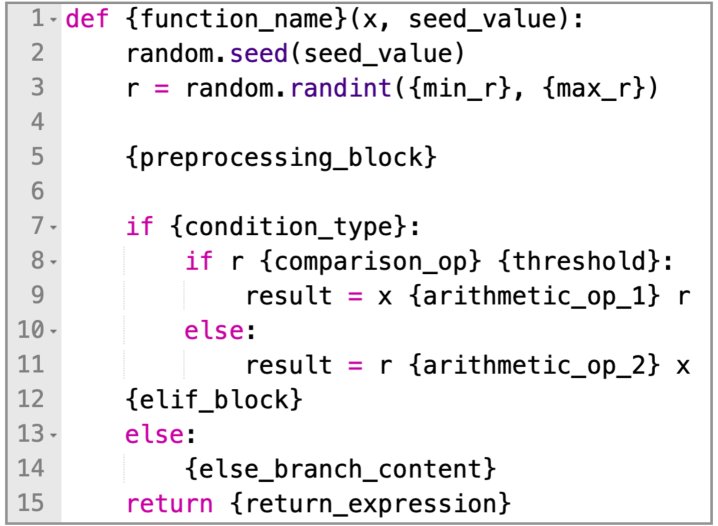 1 def {function_name}(x, seed_value):
2     random.seed(seed_value)
3     r = random.randint({min_r}, {max_r})
4
5     {preprocessing_block}
6
7     if {condition_type}:
8         if r {comparison_op} {threshold}:
9             result = x {arithmetic_op_1} r
10         else:
11             result = r {arithmetic_op_2} x
12     {elif_block}
13     else:
14         {else_branch_content}
15     return {return_expression}